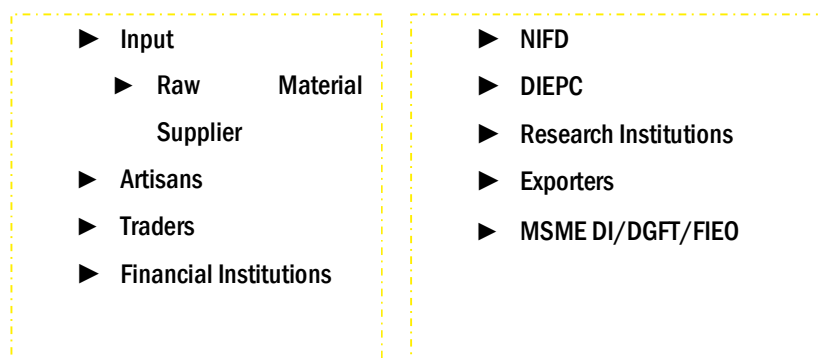 ► Input
► Raw Material
Supplier
► Artisans
► Traders
► Financial Institutions
► NIFD
► DIEPC
► Research Institutions
► Exporters
► MSME DI/DGFT/FIEO